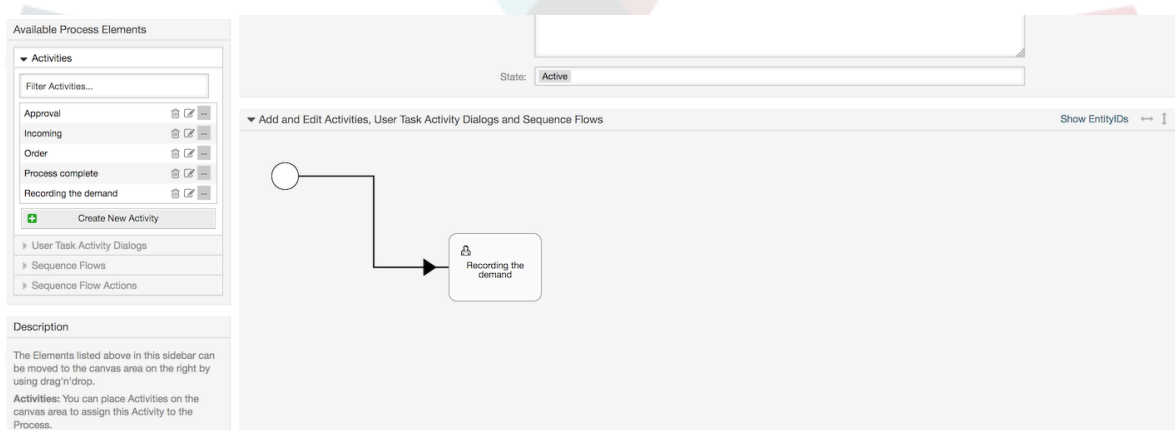 Available Process Elements
Activities
Filter Activities...
Approval
Incoming
Order
Process complete
Recording the demand
Create New Activity
User Task Activity Dialogs
Sequence Flows
Sequence Flow Actions
Description
The Elements listed above in this sidebar can
be moved to the canvas area on the right by
using drag'n'drop.
Activities: You can place Activities on the
canvas area to assign this Activity to the
Process.
State: Active
Add and Edit Activities, User Task Activity Dialogs and Sequence Flows
Show EntityIDs
Recording the
demand